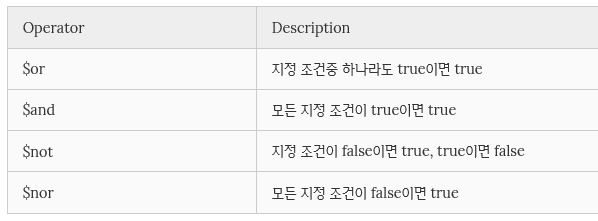 Operator Description
$or 지정 조건중 하나라도 true이면 true
$and 모든 지정 조건이 true이면 true
$not 지정 조건이 false이면 true, true이면 false
$nor 모든 지정 조건이 false이면 true